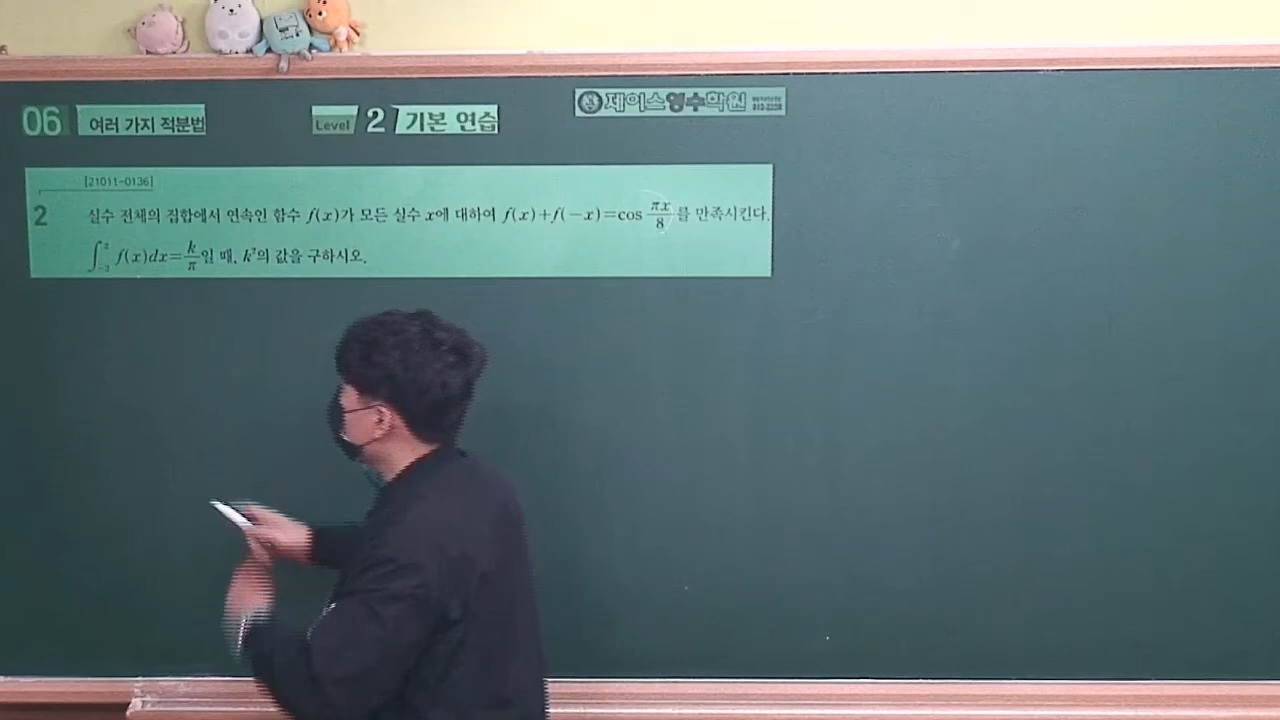 06 여러 가지 적분법
Level 2 기본 연습
제이스영수학원
[21011-0136]
2 실수 전체의 집합에서 연속인 함수 f(x)가 모든 실수 x에 대하여 f(x)+f(-x)=cos πx/8 를 만족시킨다.
∫_{-2}^{2} f(x)dx=k/π일 때, k²의 값을 구하시오.